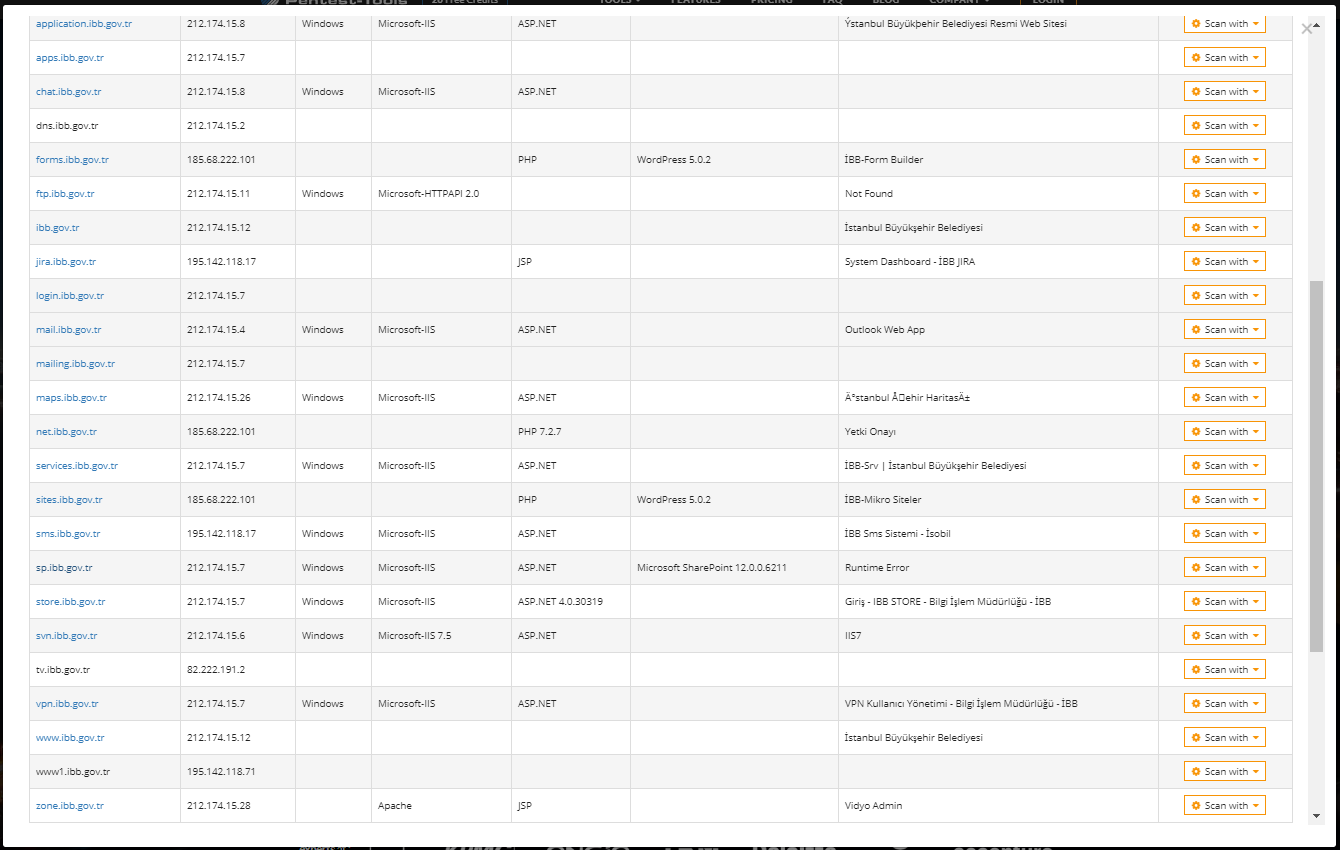 Pentest-Tools 20 Free Credits TOOLS FEATURES PRICING FAQ BLOG COMPANY LOGIN
application.ibb.gov.tr 212.174.15.8 Windows Microsoft-IIS ASP.NET Ýstanbul Büyükþehir Belediyesi Resmi Web Sitesi Scan with
apps.ibb.gov.tr 212.174.15.7 Scan with
chat.ibb.gov.tr 212.174.15.8 Windows Microsoft-IIS ASP.NET Scan with
dns.ibb.gov.tr 212.174.15.2 Scan with
forms.ibb.gov.tr 185.68.222.101 PHP WordPress 5.0.2 İBB-Form Builder Scan with
ftp.ibb.gov.tr 212.174.15.11 Windows Microsoft-HTTPAPI 2.0 Not Found Scan with
ibb.gov.tr 212.174.15.12 İstanbul Büyükşehir Belediyesi Scan with
jira.ibb.gov.tr 195.142.118.17 JSP System Dashboard - İBB JIRA Scan with
login.ibb.gov.tr 212.174.15.7 Scan with
mail.ibb.gov.tr 212.174.15.4 Windows Microsoft-IIS ASP.NET Outlook Web App Scan with
mailing.ibb.gov.tr 212.174.15.7 Scan with
maps.ibb.gov.tr 212.174.15.26 Windows Microsoft-IIS ASP.NET Ä°stanbul Å□ehir HaritasÄ± Scan with
net.ibb.gov.tr 185.68.222.101 PHP 7.2.7 Yetki Onayı Scan with
services.ibb.gov.tr 212.174.15.7 Windows Microsoft-IIS ASP.NET İBB-Srv | İstanbul Büyükşehir Belediyesi Scan with
sites.ibb.gov.tr 185.68.222.101 PHP WordPress 5.0.2 İBB-Mikro Siteler Scan with
sms.ibb.gov.tr 195.142.118.17 Windows Microsoft-IIS ASP.NET İBB Sms Sistemi - İsobil Scan with
sp.ibb.gov.tr 212.174.15.7 Windows Microsoft-IIS ASP.NET Microsoft SharePoint 12.0.0.6211 Runtime Error Scan with
store.ibb.gov.tr 212.174.15.7 Windows Microsoft-IIS ASP.NET 4.0.30319 Giriş - IBB STORE - Bilgi İşlem Müdürlüğü - İBB Scan with
svn.ibb.gov.tr 212.174.15.6 Windows Microsoft-IIS 7.5 ASP.NET IIS7 Scan with
tv.ibb.gov.tr 82.222.191.2 Scan with
vpn.ibb.gov.tr 212.174.15.7 Windows Microsoft-IIS ASP.NET VPN Kullanıcı Yönetimi - Bilgi İşlem Müdürlüğü - İBB Scan with
www.ibb.gov.tr 212.174.15.12 İstanbul Büyükşehir Belediyesi Scan with
www1.ibb.gov.tr 195.142.118.71 Scan with
zone.ibb.gov.tr 212.174.15.28 Apache JSP Vidyo Admin Scan with